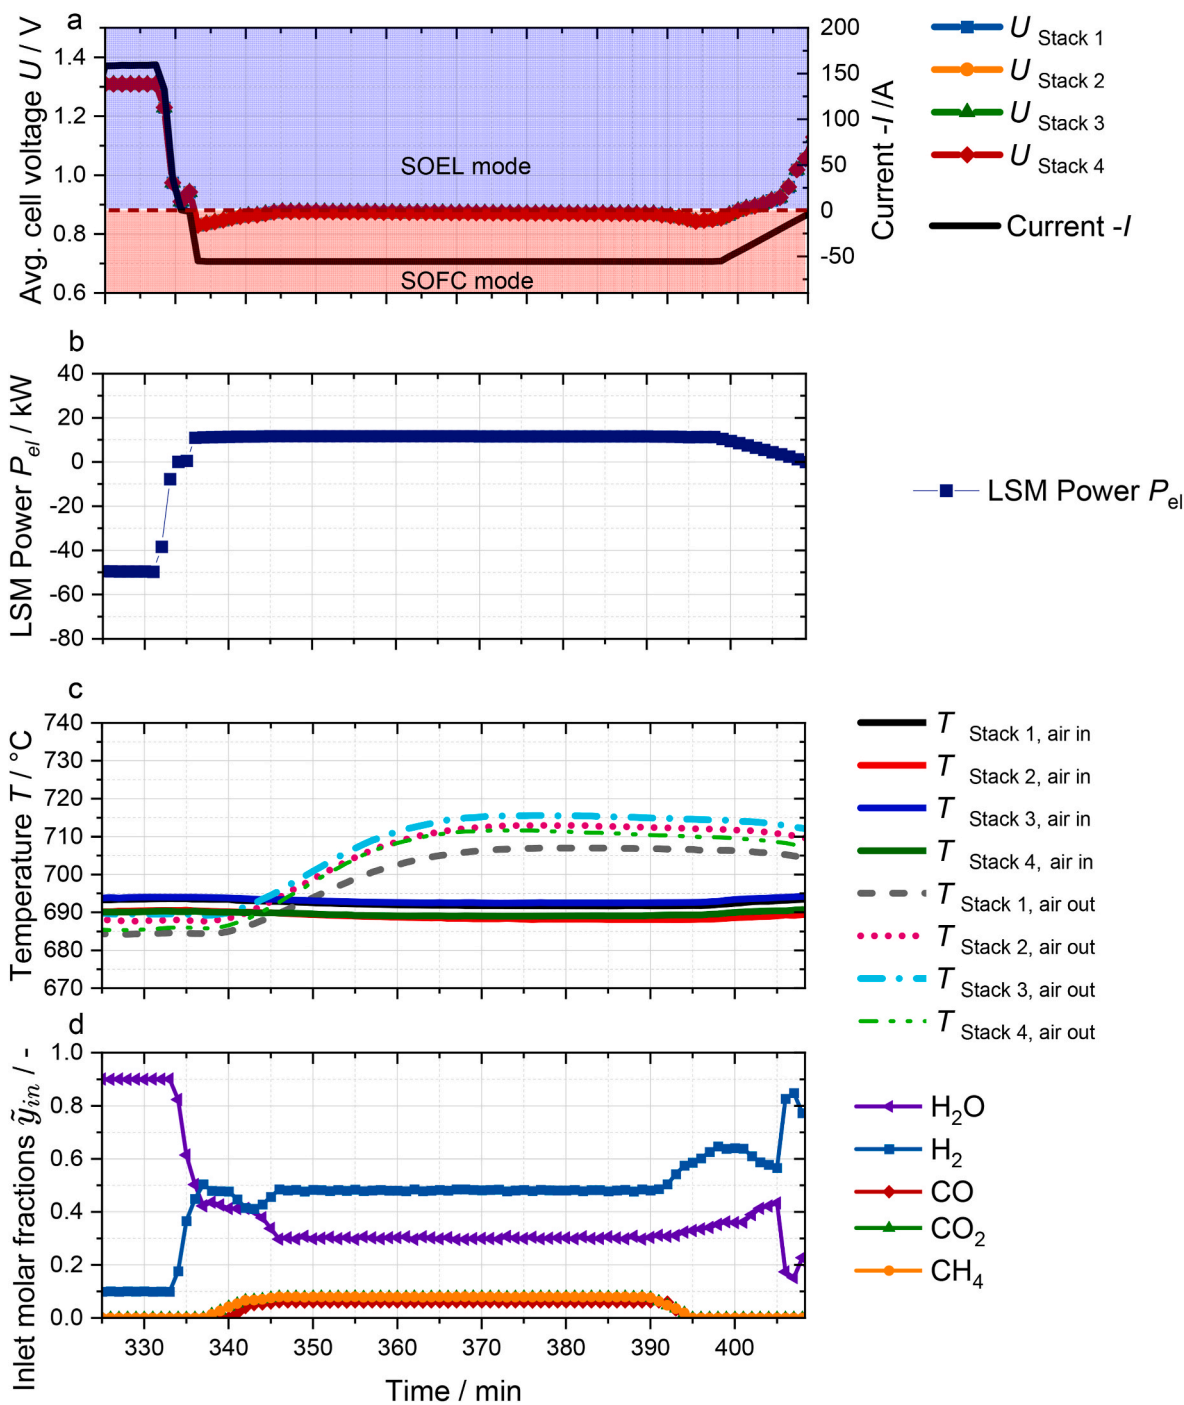 a
Avg. cell voltage U / V
1.4
1.2
1.0
0.8
0.6
SOEL mode
SOFC mode
200
150
100
50
0
-50
Current -I /A
U Stack 1
U Stack 2
U Stack 3
U Stack 4
Current -I
b
LSM Power Pel / kW
40
20
0
-20
-40
-60
-80
LSM Power Pel
c
Temperature T / °C
740
730
720
710
700
690
680
670
T Stack 1, air in
T Stack 2, air in
T Stack 3, air in
T Stack 4, air in
T Stack 1, air out
T Stack 2, air out
T Stack 3, air out
T Stack 4, air out
d
Inlet molar fractions ỹin / -
1.0
0.8
0.6
0.4
0.2
0.0
330 340 350 360 370 380 390 400
Time / min
H2O
H2
CO
CO2
CH4